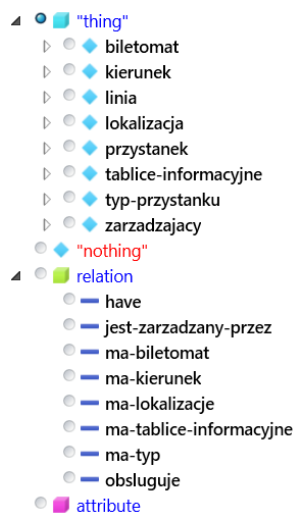 "thing"
biletomat
kierunek
linia
lokalizacja
przystanek
tablice-informacyjne
typ-przystanku
zarzadzajacy
"nothing"
relation
have
jest-zarzadzany-przez
ma-biletomat
ma-kierunek
ma-lokalizacje
ma-tablice-informacyjne
ma-typ
obsluguje
attribute